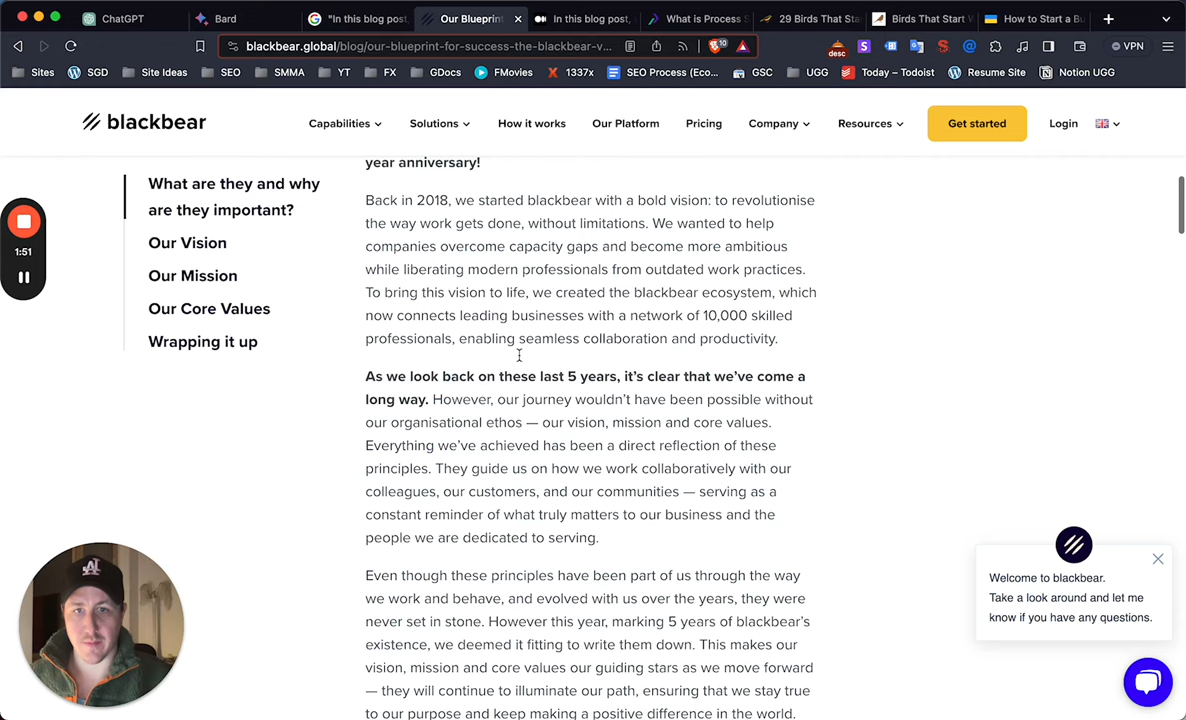 ChatGPT
Bard
"In this blog post,
Our Blueprint
In this blog post,
What is Process S
29 Birds That Sta
Birds That Start W
How to Start a Bu
blackbear.global/blog/our-blueprint-for-success-the-blackbear-v...
10
desc
VPN
Sites
SGD
Site Ideas
SEO
SMMA
YT
FX
GDocs
FMovies
1337x
SEO Process (Eco...
GSC
UGG
Today – Todoist
Resume Site
Notion UGG
blackbear
Capabilities
Solutions
How it works
Our Platform
Pricing
Company
Resources
Get started
Login
What are they and why
are they important?
Our Vision
Our Mission
Our Core Values
Wrapping it up
year anniversary!
Back in 2018, we started blackbear with a bold vision: to revolutionise
the way work gets done, without limitations. We wanted to help
companies overcome capacity gaps and become more ambitious
while liberating modern professionals from outdated work practices.
To bring this vision to life, we created the blackbear ecosystem, which
now connects leading businesses with a network of 10,000 skilled
professionals, enabling seamless collaboration and productivity.
As we look back on these last 5 years, it's clear that we've come a
long way. However, our journey wouldn't have been possible without
our organisational ethos — our vision, mission and core values.
Everything we've achieved has been a direct reflection of these
principles. They guide us on how we work collaboratively with our
colleagues, our customers, and our communities — serving as a
constant reminder of what truly matters to our business and the
people we are dedicated to serving.
Even though these principles have been part of us through the way
we work and behave, and evolved with us over the years, they were
never set in stone. However this year, marking 5 years of blackbear's
existence, we deemed it fitting to write them down. This makes our
vision, mission and core values our guiding stars as we move forward
— they will continue to illuminate our path, ensuring that we stay true
to our purpose and keep making a positive difference in the world.
1:51
Welcome to blackbear.
Take a look around and let me
know if you have any questions.